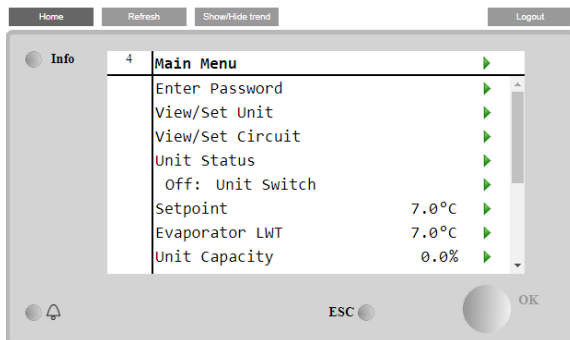 Home Refresh Show/Hide trend Logout
Info
4 Main Menu
Enter Password
View/Set Unit
View/Set Circuit
Unit Status
Off: Unit Switch
Setpoint 7.0°C
Evaporator LWT 7.0°C
Unit Capacity 0.0%
ESC OK